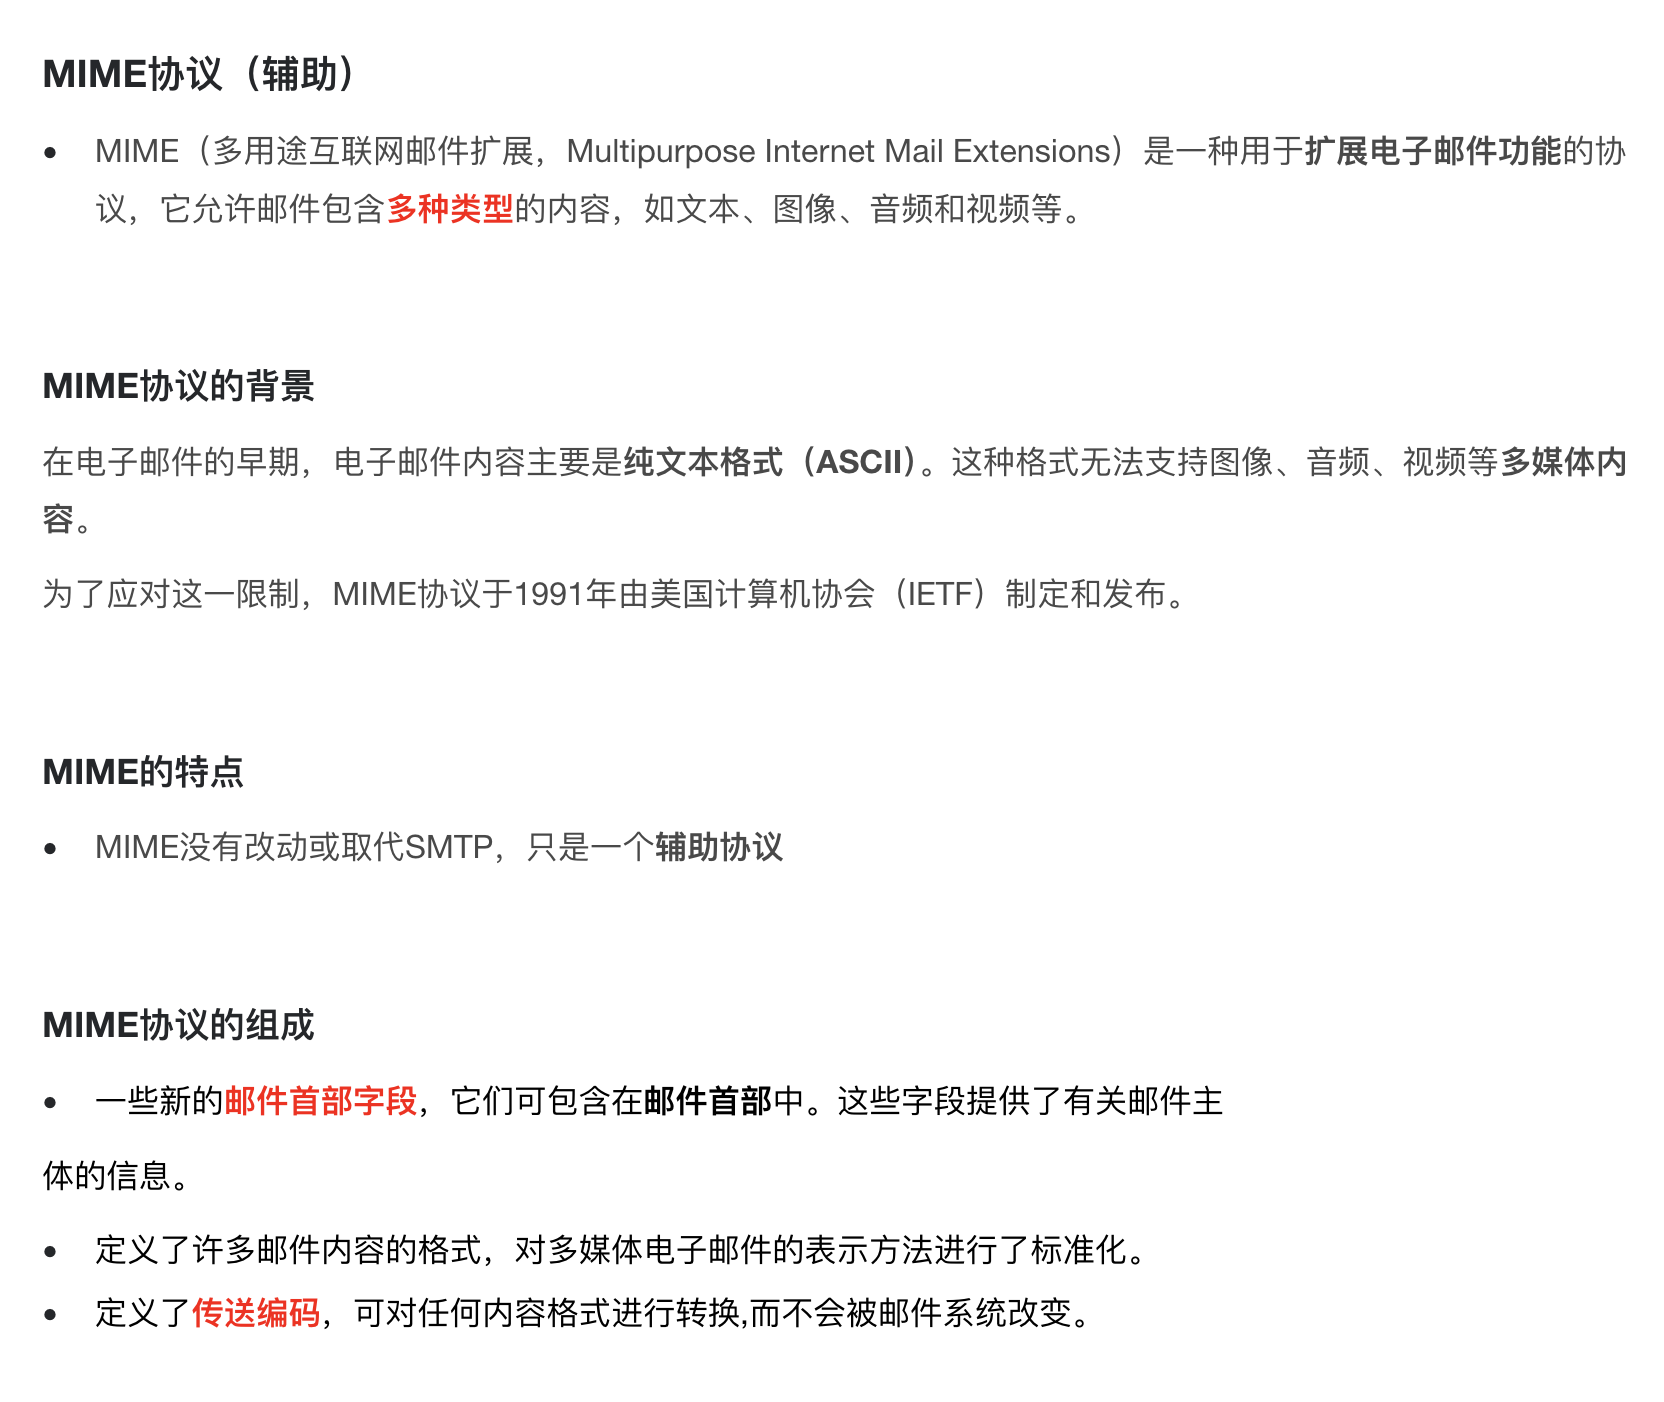 MIME协议（辅助）
• MIME（多用途互联网邮件扩展，Multipurpose Internet Mail Extensions）是一种用于扩展电子邮件功能的协
议，它允许邮件包含多种类型的内容，如文本、图像、音频和视频等。
MIME协议的背景
在电子邮件的早期，电子邮件内容主要是纯文本格式（ASCII）。这种格式无法支持图像、音频、视频等多媒体内
容。
为了应对这一限制，MIME协议于1991年由美国计算机协会（IETF）制定和发布。
MIME的特点
• MIME没有改动或取代SMTP，只是一个辅助协议
MIME协议的组成
• 一些新的邮件首部字段，它们可包含在邮件首部中。这些字段提供了有关邮件主
体的信息。
• 定义了许多邮件内容的格式，对多媒体电子邮件的表示方法进行了标准化。
• 定义了传送编码，可对任何内容格式进行转换,而不会被邮件系统改变。